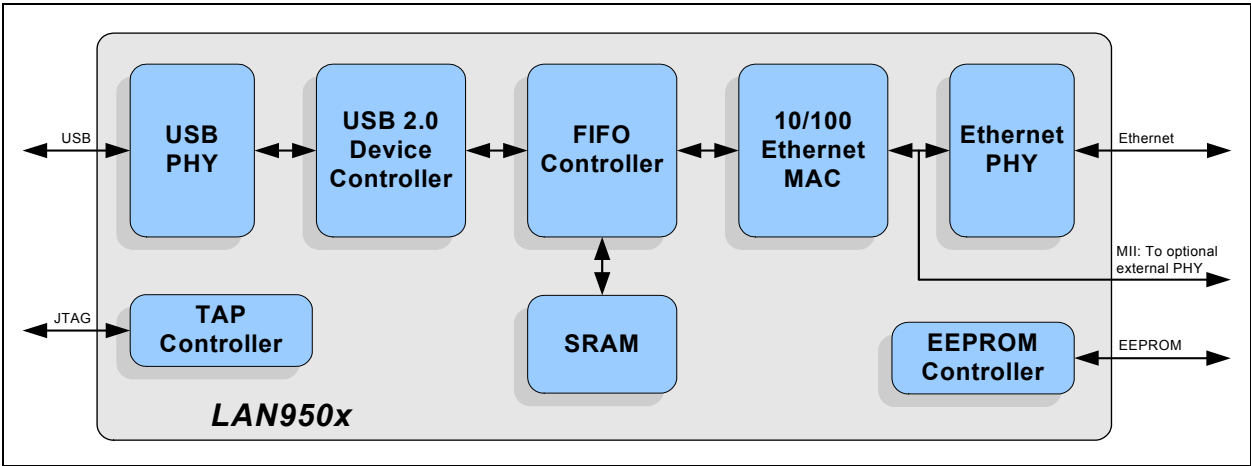 USB
USB
PHY
USB 2.0
Device
Controller
FIFO
Controller
10/100
Ethernet
MAC
Ethernet
PHY
Ethernet
MII: To optional
external PHY
JTAG
TAP
Controller
SRAM
EEPROM
Controller
EEPROM
LAN950x